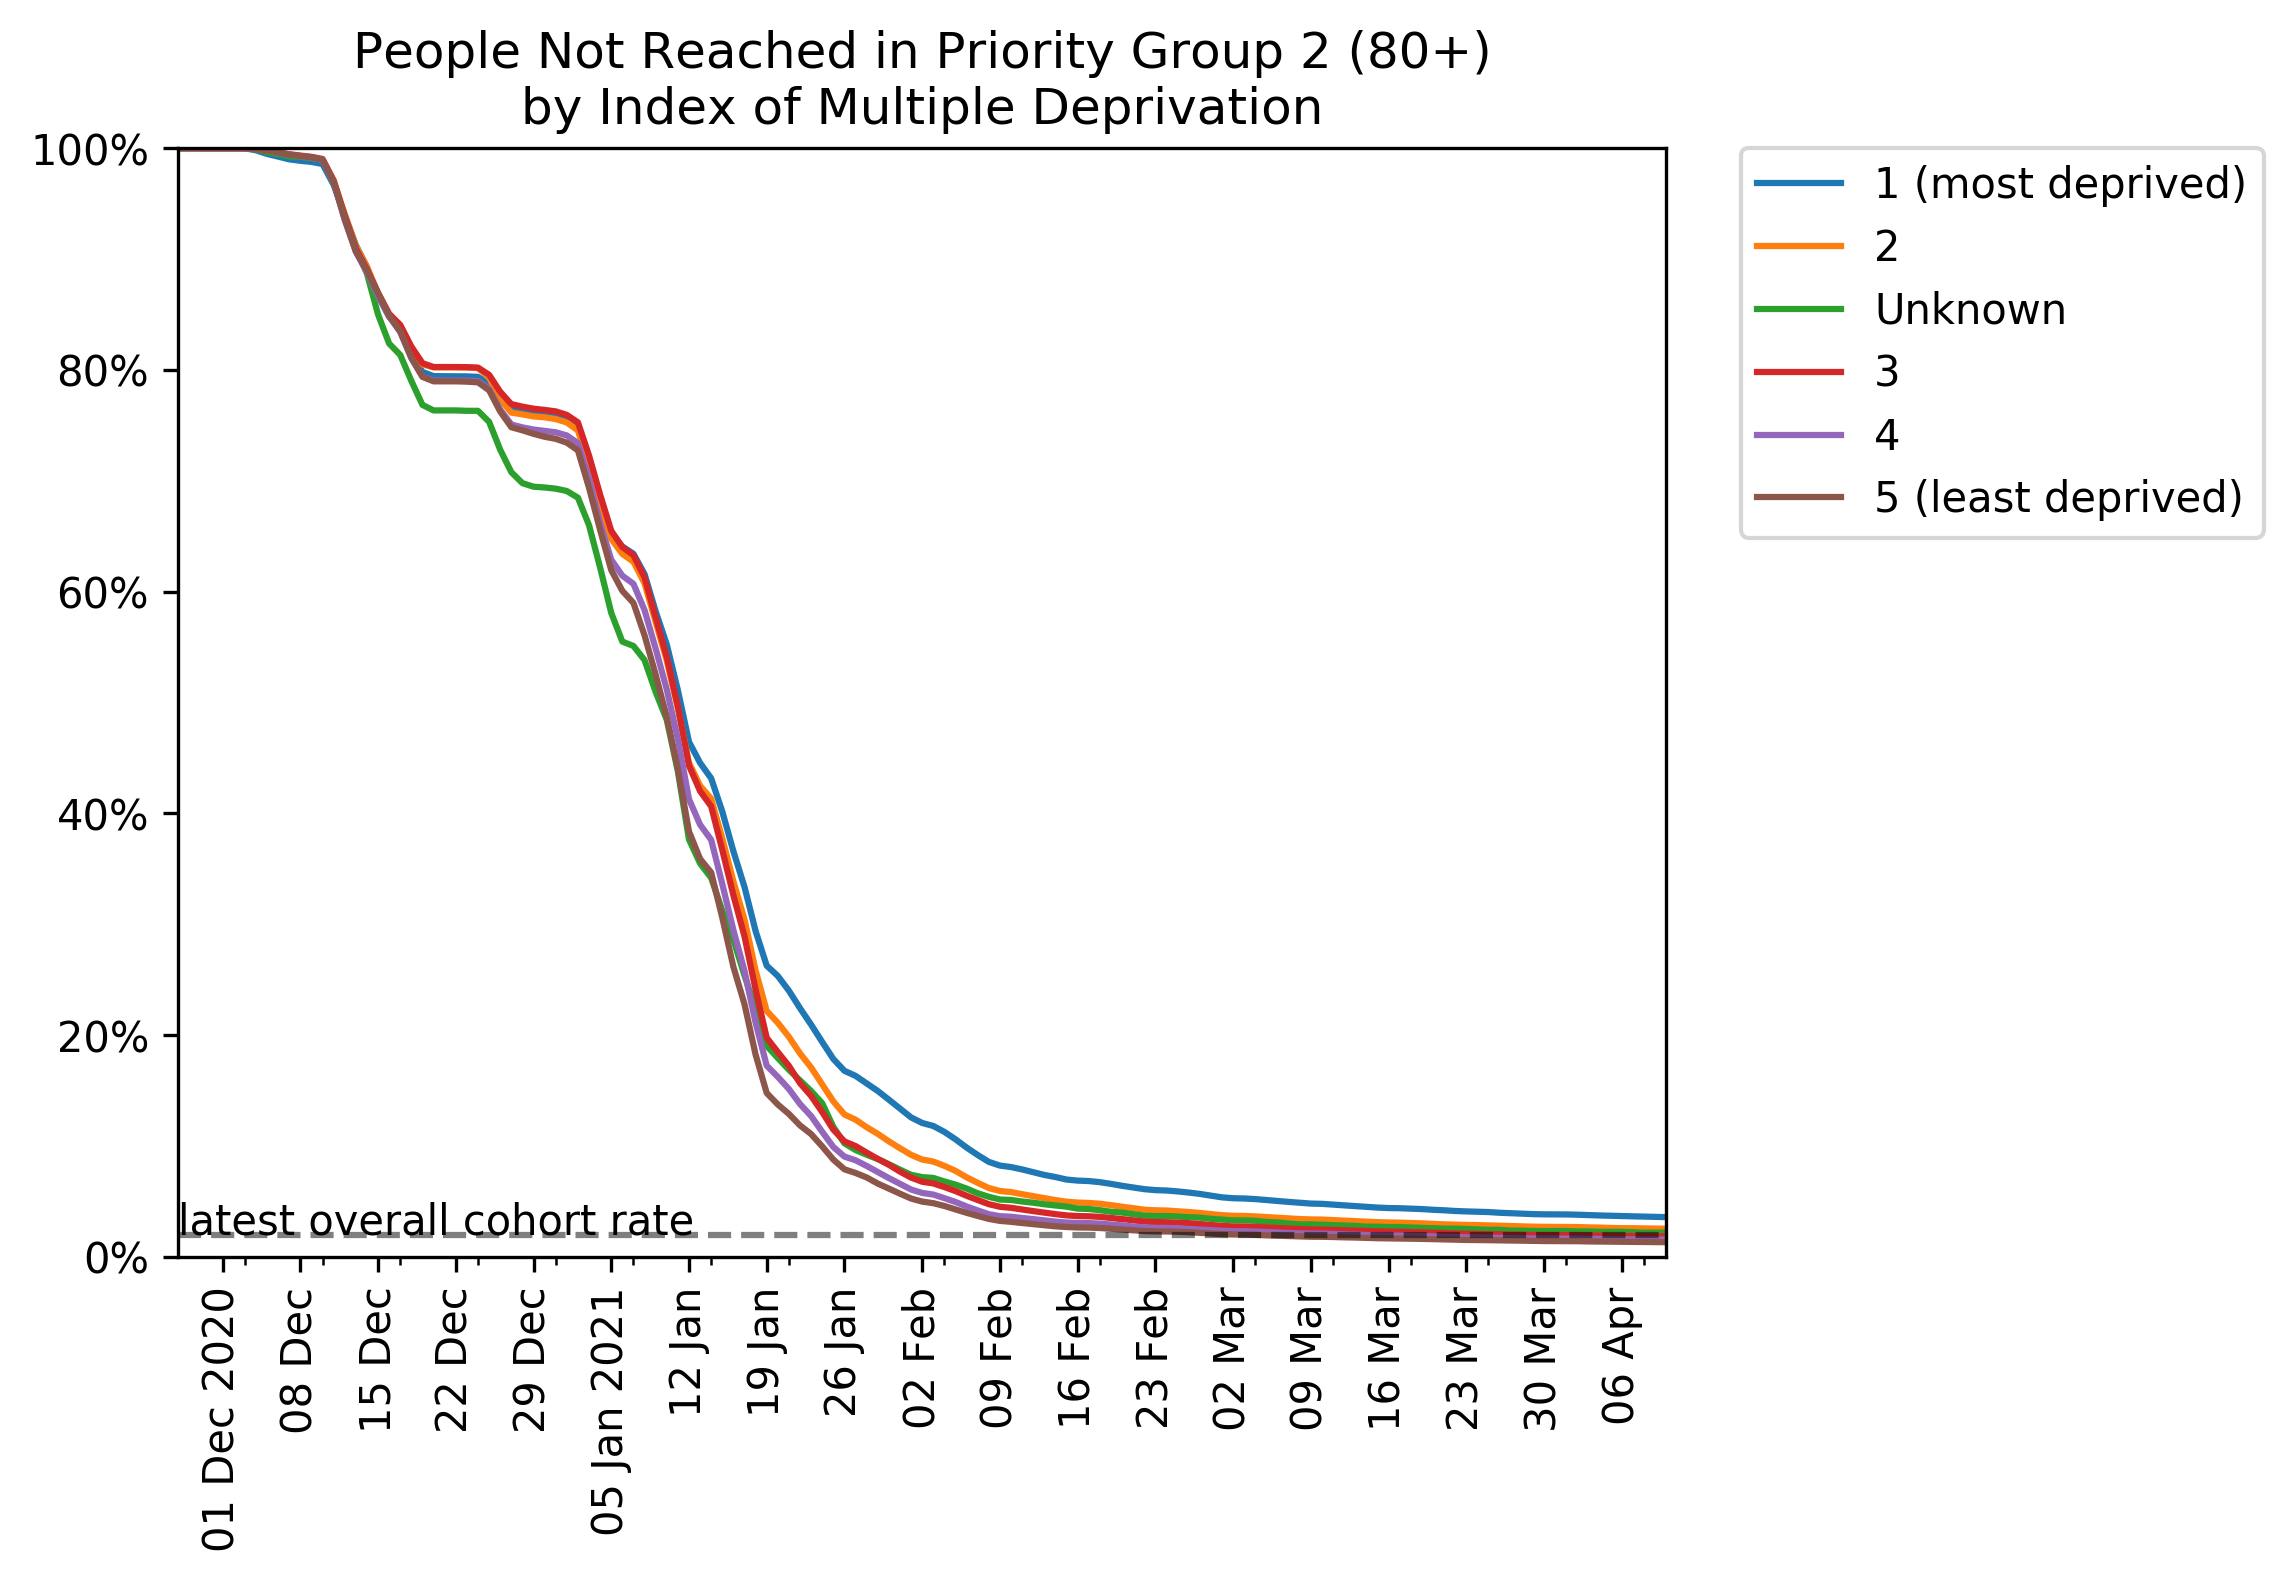 People Not Reached in Priority Group 2 (80+)
by Index of Multiple Deprivation
100%
80%
60%
40%
20%
0%
latest overall cohort rate
01 Dec 2020
08 Dec
15 Dec
22 Dec
29 Dec
05 Jan 2021
12 Jan
19 Jan
26 Jan
02 Feb
09 Feb
16 Feb
23 Feb
02 Mar
09 Mar
16 Mar
23 Mar
30 Mar
06 Apr
1 (most deprived)
2
Unknown
3
4
5 (least deprived)